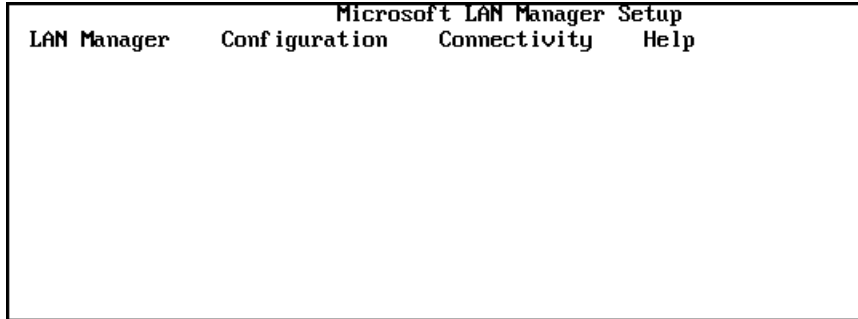 Microsoft LAN Manager Setup
LAN Manager Configuration Connectivity Help